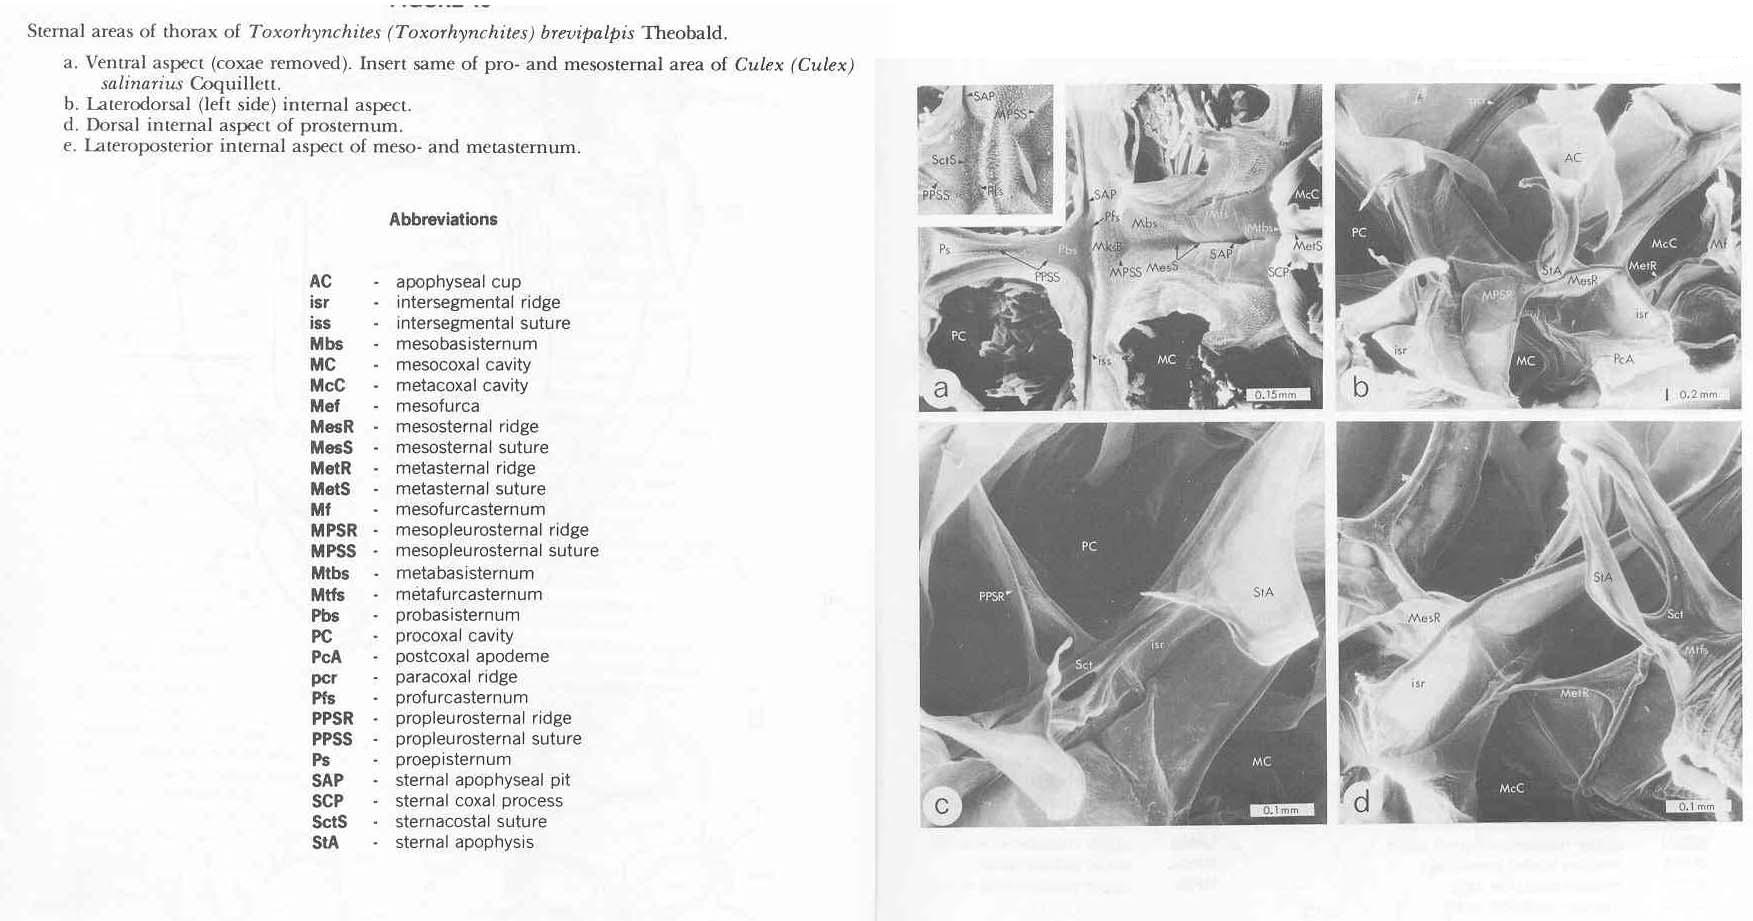 Sternal areas of thorax of Toxorhynchites (Toxorhynchites) brevipalpis Theobald.
a. Ventral aspect (coxae removed). Insert same of pro- and mesosternal area of Culex (Culex)
salinarius Coquillett.
b. Laterodorsal (left side) internal aspect.
d. Dorsal internal aspect of prosternum.
e. Lateroposterior internal aspect of meso- and metasternum.
Abbreviations
AC - apophyseal cup
isr - intersegmental ridge
iss - intersegmental suture
Mbs - mesobasisternum
MC - mesocoxal cavity
McC - metacoxal cavity
Mef - mesofurca
MesR - mesosternal ridge
MesS - mesosternal suture
MetR - metasternal ridge
MetS - metasternal suture
Mf - mesofurcasternum
MPSR - mesopleurosternal ridge
MPSS - mesopleurosternal suture
Mtbs - metabasisternum
Mtfs - metafurcasternum
Pbs - probasisternum
PC - procoxal cavity
PcA - postcoxal apodeme
pcr - paracoxal ridge
Pfs - profurcasternum
PPSR - propleurosternal ridge
PPSS - propleurosternal suture
Ps - proepisternum
SAP - sternal apophyseal pit
SCP - sternal coxal process
SctS - sternacostal suture
StA - sternal apophysis
SAP
MPSS
SctS
PPSS
Pfs
SAP
McC
Pfs
Mbs
Mfs
Mtbs
Ps
Pbs
MPSS
MesS
SAP
MetS
PPSS
SCP
PC
iss
MC
a
0.15mm
AC
PC
McC
Mf
StA
MesR
MetR
MPSR
isr
isr
MC
PcA
b
0.2mm
PC
PPSR
StA
isr
Sct
MC
c
0.1mm
StA
MesR
Sct
Mtfs
isr
MetR
McC
d
0.1mm